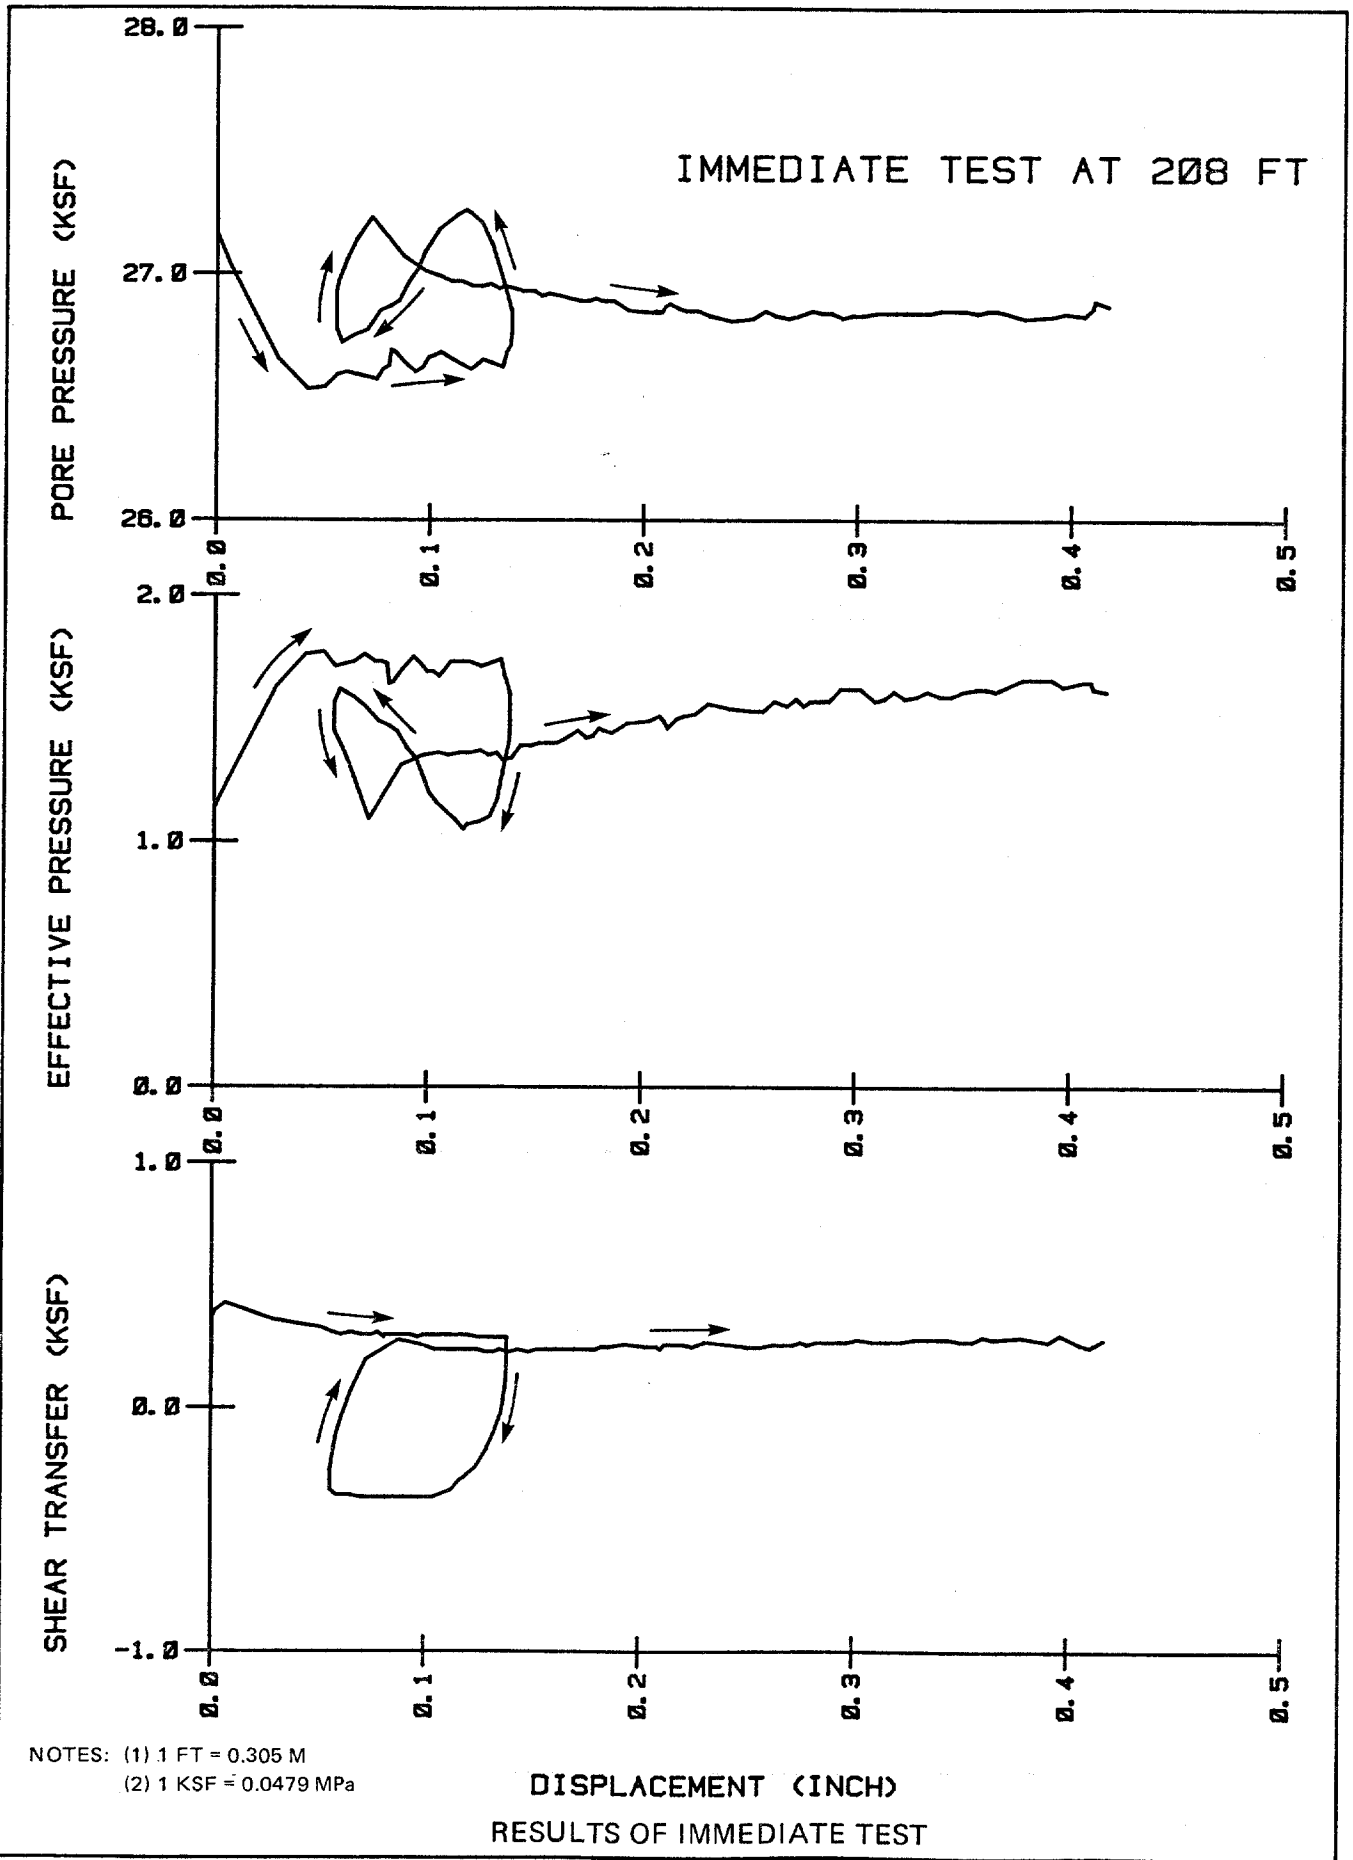 IMMEDIATE TEST AT 208 FT
PORE PRESSURE (KSF)
28.0
27.0
26.0
0.0 0.1 0.2 0.3 0.4 0.5
EFFECTIVE PRESSURE (KSF)
2.0
1.0
0.0
0.0 0.1 0.2 0.3 0.4 0.5
SHEAR TRANSFER (KSF)
1.0
0.0
-1.0
0.0 0.1 0.2 0.3 0.4 0.5
NOTES: (1) 1 FT = 0.305 M
(2) 1 KSF = 0.0479 MPa
DISPLACEMENT (INCH)
RESULTS OF IMMEDIATE TEST